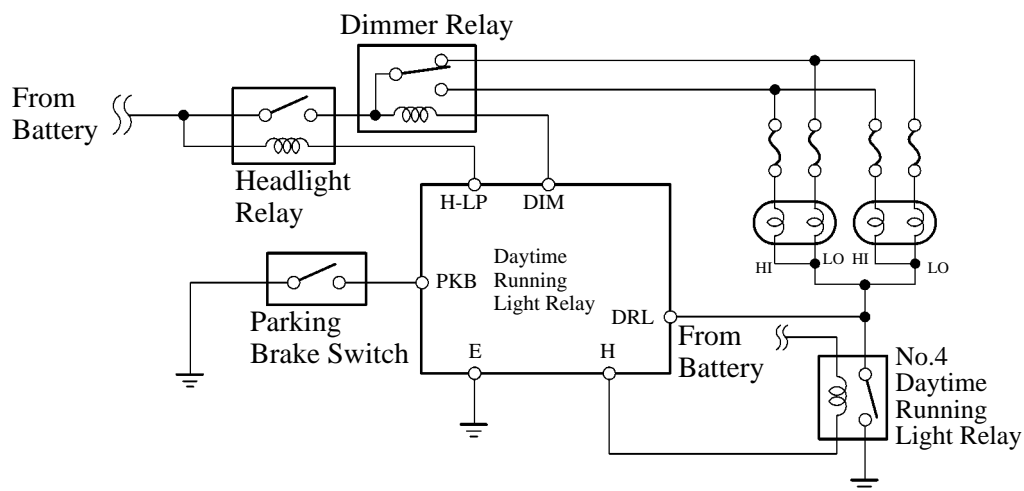 Dimmer Relay
From
Battery
Headlight
Relay
H-LP
DIM
HI
LO
HI
LO
Daytime
Running
Light Relay
PKB
DRL
Parking
Brake Switch
E
H
From
Battery
No.4
Daytime
Running
Light Relay